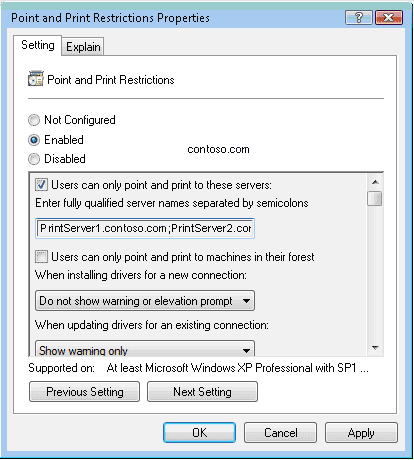 Point and Print Restrictions Properties
Setting
Explain
Point and Print Restrictions
Not Configured
Enabled
contoso.com
Disabled
Users can only point and print to these servers:
Enter fully qualified server names separated by semicolons
PrintServer1.contoso.com;PrintServer2.cor
Users can only point and print to machines in their forest
When installing drivers for a new connection:
Do not show warning or elevation prompt
When updating drivers for an existing connection:
Show warning only
Supported on: At least Microsoft Windows XP Professional with SP1 ...
Previous Setting
Next Setting
OK
Cancel
Apply